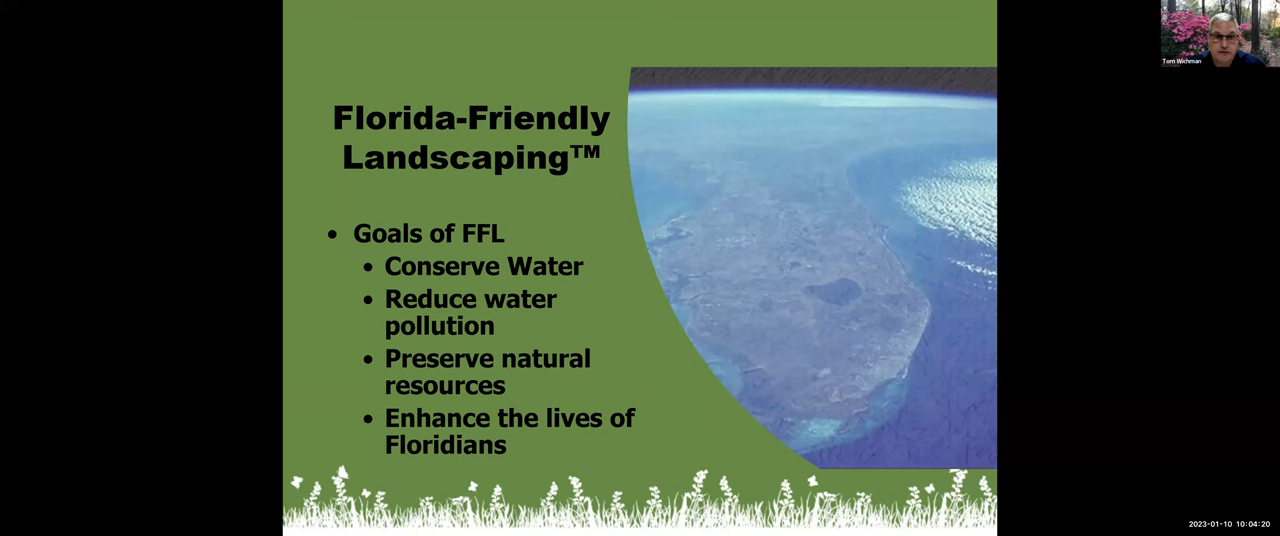 Florida-Friendly
Landscaping™
• Goals of FFL
• Conserve Water
• Reduce water
pollution
• Preserve natural
resources
• Enhance the lives of
Floridians
Tom Wichman
2023-01-10 10:04:20